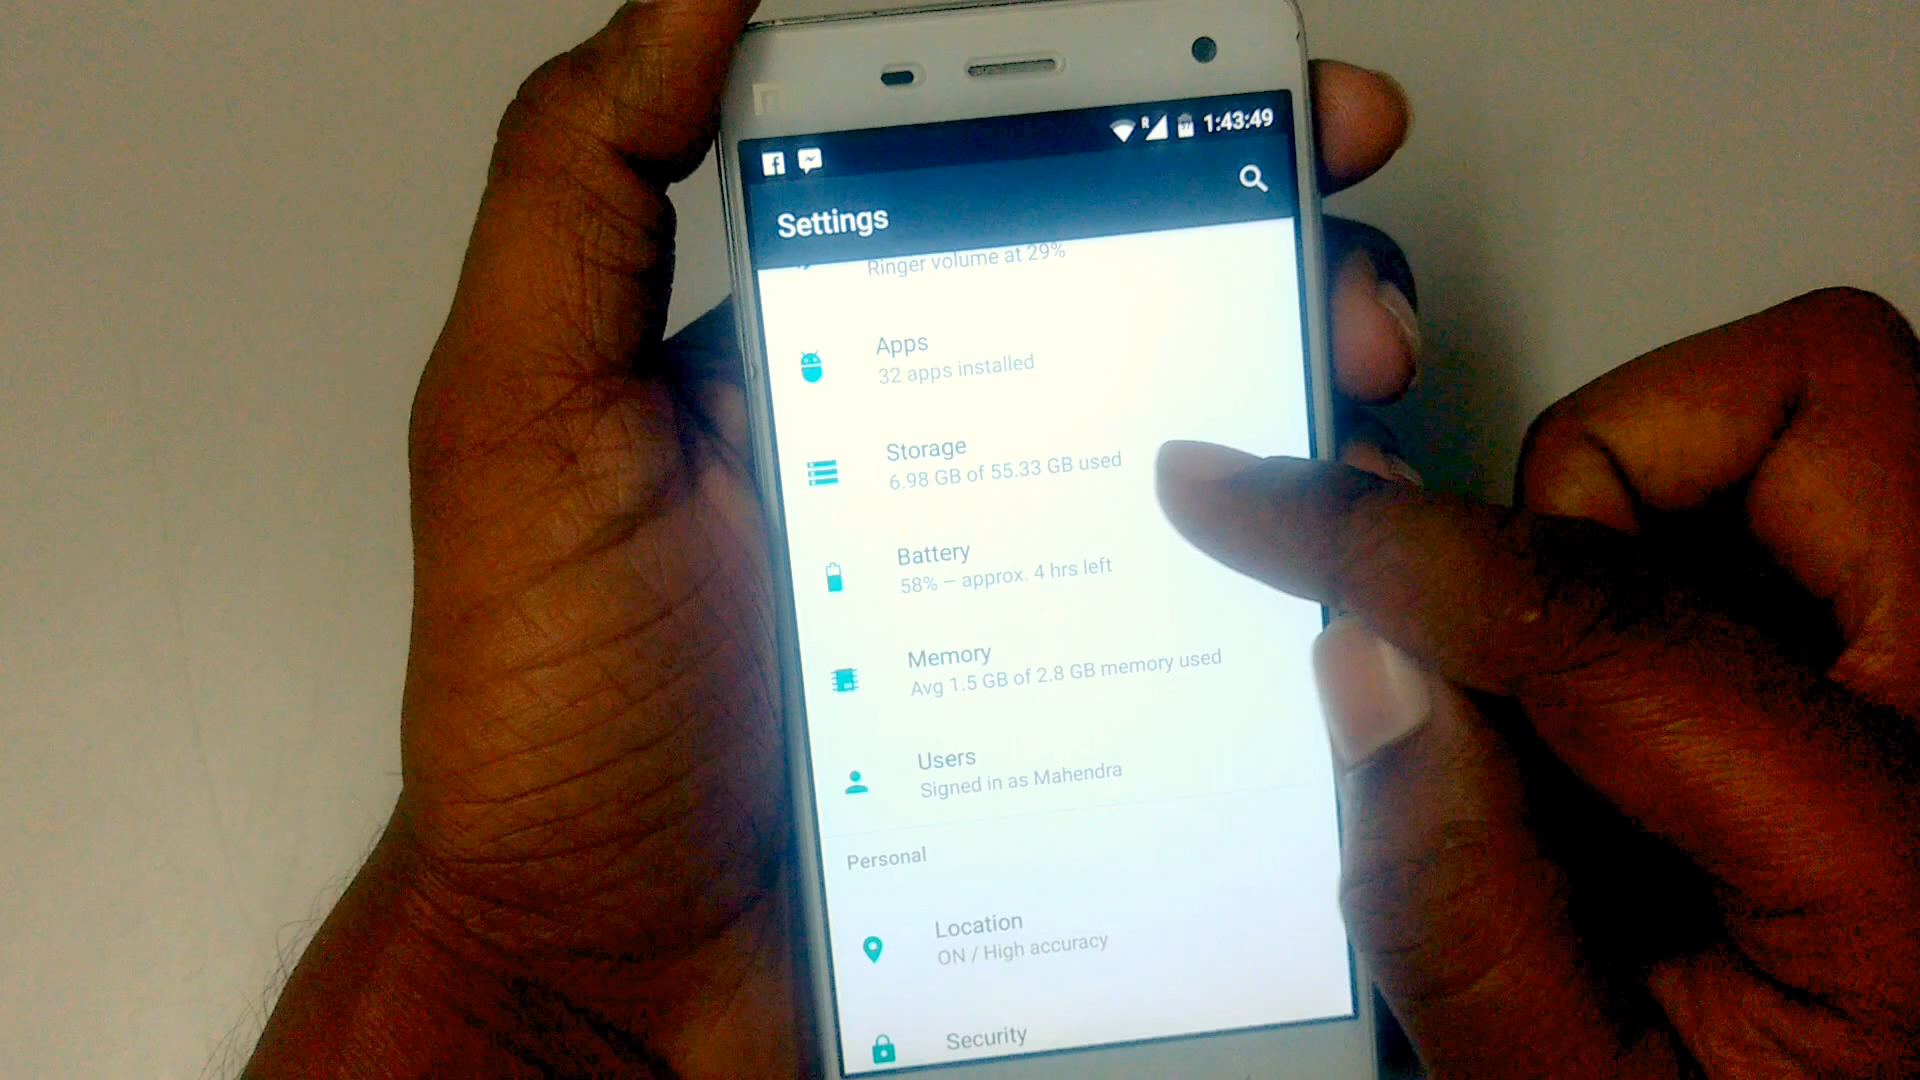 1:43:49
Settings
Ringer volume at 29%
Apps
32 apps installed
Storage
6.98 GB of 55.33 GB used
Battery
58% – approx. 4 hrs left
Memory
Avg 1.5 GB of 2.8 GB memory used
Users
Signed in as Mahendra
Personal
Location
ON / High accuracy
Security